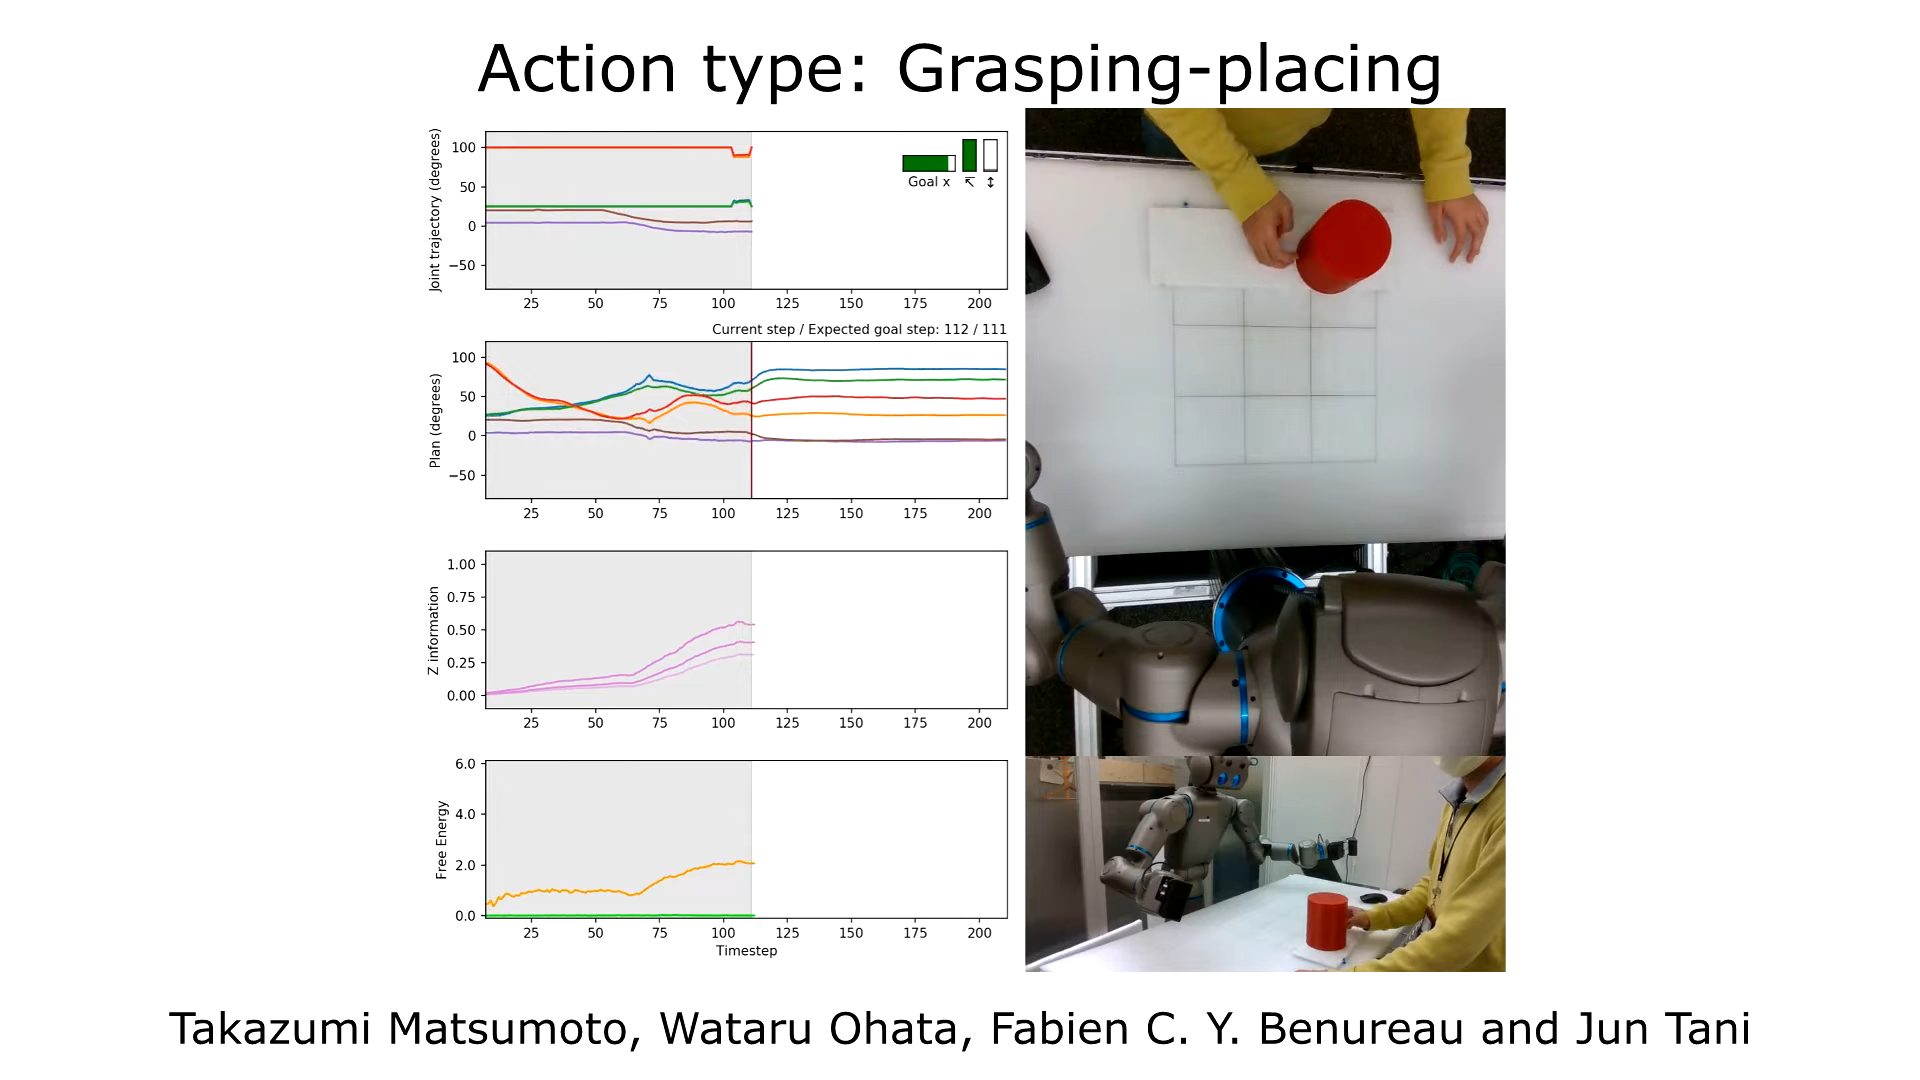 Action type: Grasping-placing
Joint trajectory (degrees)
100
50
0
−50
Goal x ↸ ↕
25 50 75 100 125 150 175 200
Current step / Expected goal step: 112 / 111
Plan (degrees)
100
50
0
−50
25 50 75 100 125 150 175 200
Z information
1.00
0.75
0.50
0.25
0.00
25 50 75 100 125 150 175 200
Free Energy
6.0
4.0
2.0
0.0
25 50 75 100 125 150 175 200
Timestep
Takazumi Matsumoto, Wataru Ohata, Fabien C. Y. Benureau and Jun Tani